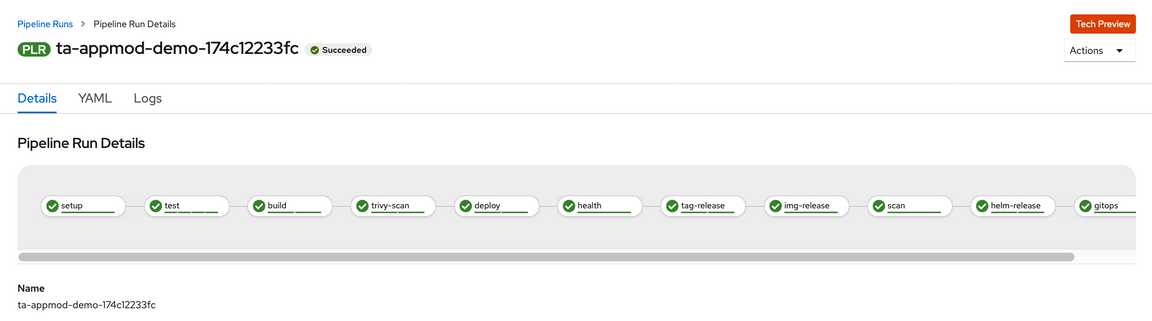 Pipeline Runs > Pipeline Run Details
Tech Preview
PLR ta-appmod-demo-174c12233fc Succeeded
Actions
Details YAML Logs
Pipeline Run Details
setup test build trivy-scan deploy health tag-release img-release scan helm-release gitops
Name
ta-appmod-demo-174c12233fc